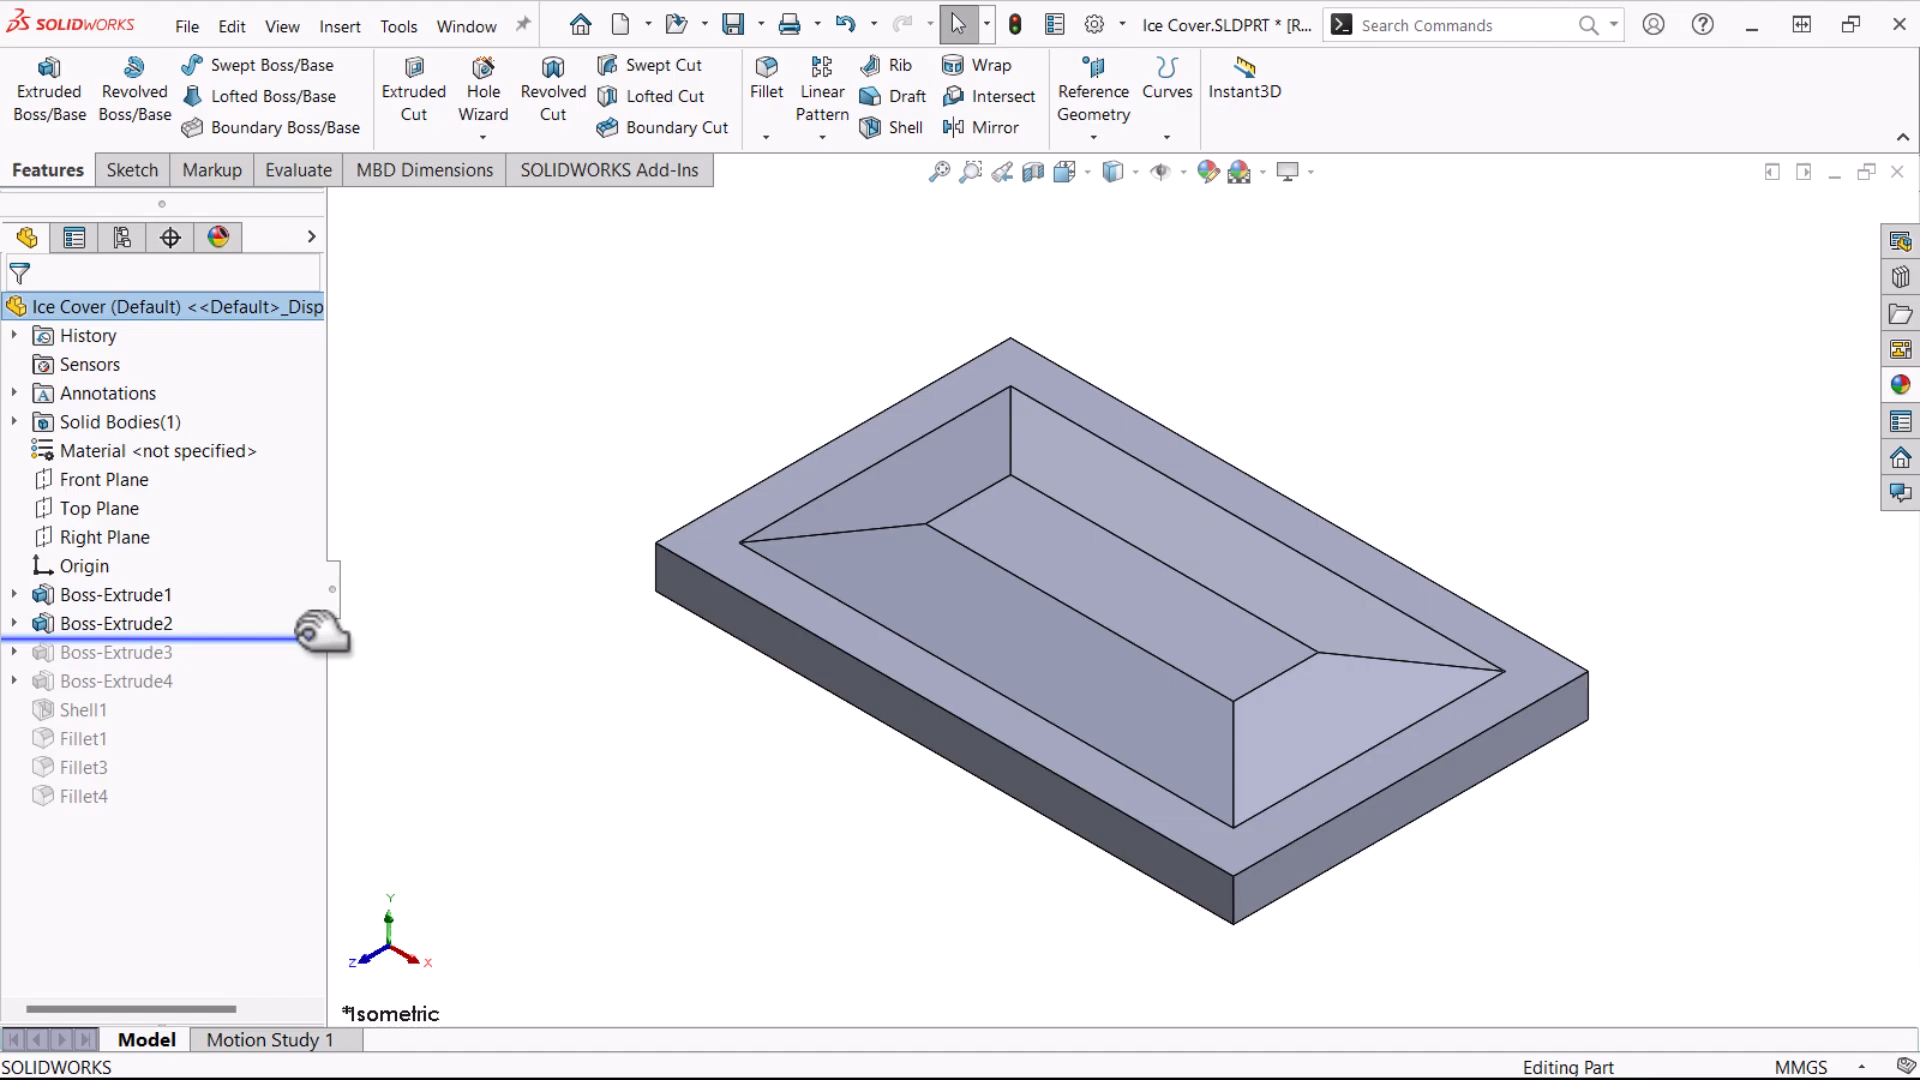 SOLIDWORKS
File Edit View Insert Tools Window
Ice Cover.SLDPRT * [R...
Search Commands
Extruded Boss/Base
Revolved Boss/Base
Swept Boss/Base
Lofted Boss/Base
Boundary Boss/Base
Extruded Cut
Hole Wizard
Revolved Cut
Swept Cut
Lofted Cut
Boundary Cut
Fillet
Linear Pattern
Rib
Draft
Shell
Wrap
Intersect
Mirror
Reference Geometry
Curves
Instant3D
Features Sketch Markup Evaluate MBD Dimensions SOLIDWORKS Add-Ins
Ice Cover (Default) <<Default>_Disp
History
Sensors
Annotations
Solid Bodies(1)
Material <not specified>
Front Plane
Top Plane
Right Plane
Origin
Boss-Extrude1
Boss-Extrude2
Boss-Extrude3
Boss-Extrude4
Shell1
Fillet1
Fillet3
Fillet4
Y
Z
X
*Isometric
Model Motion Study 1
SOLIDWORKS
Editing Part
MMGS